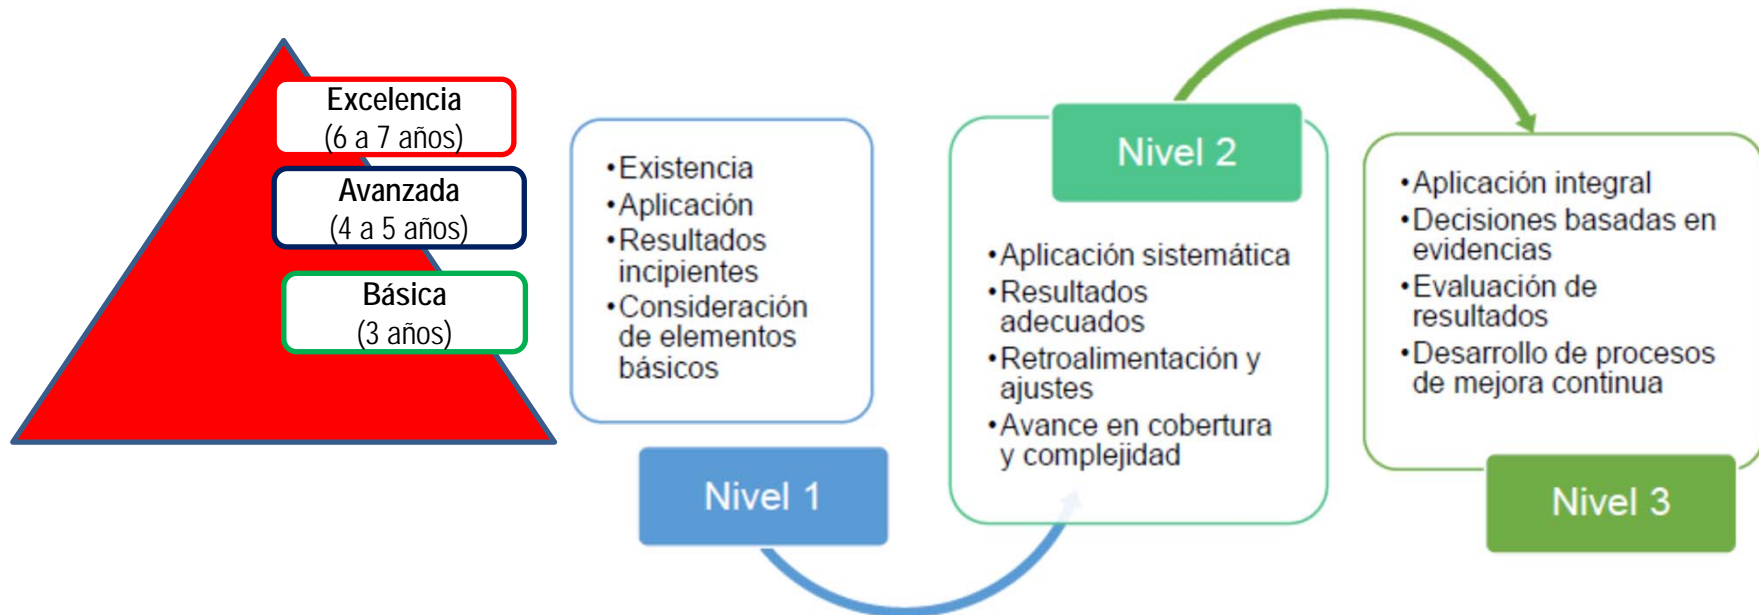 Excelencia
(6 a 7 años)
Avanzada
(4 a 5 años)
Básica
(3 años)
•Existencia
•Aplicación
•Resultados
incipientes
•Consideración
de elementos
básicos
Nivel 1
Nivel 2
•Aplicación sistemática
•Resultados
adecuados
•Retroalimentación y
ajustes
•Avance en cobertura
y complejidad
•Aplicación integral
•Decisiones basadas en
evidencias
•Evaluación de
resultados
•Desarrollo de procesos
de mejora continua
Nivel 3